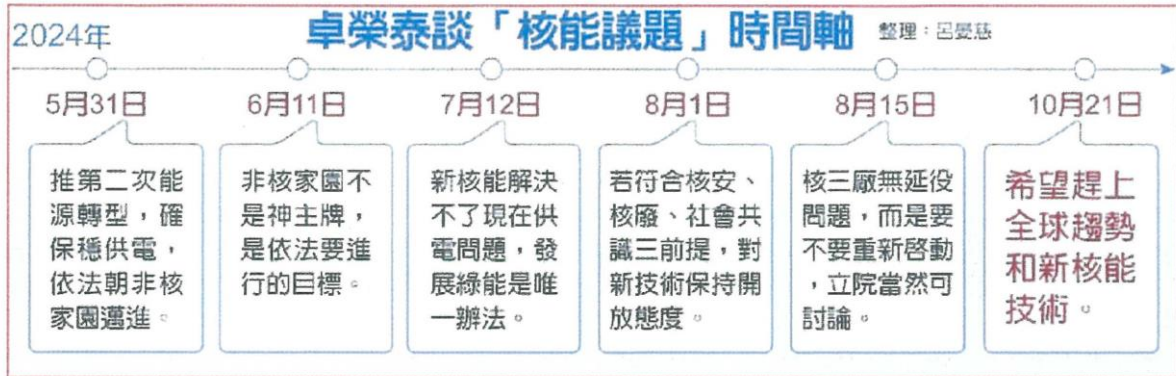 2024年
卓榮泰談「核能議題」時間軸
整理：呂晏慈
5月31日
推第二次能
源轉型，確
保穩供電，
依法朝非核
家園邁進。
6月11日
非核家園不
是神主牌，
是依法要進
行的目標。
7月12日
新核能解決
不了現在供
電問題，發
展綠能是唯
一辦法。
8月1日
若符合核安、
核廢、社會共
識三前提，對
新技術保持開
放態度。
8月15日
核三廠無延役
問題，而是要
不要重新啓動
，立院當然可
討論。
10月21日
希望趕上
全球趨勢
和新核能
技術。